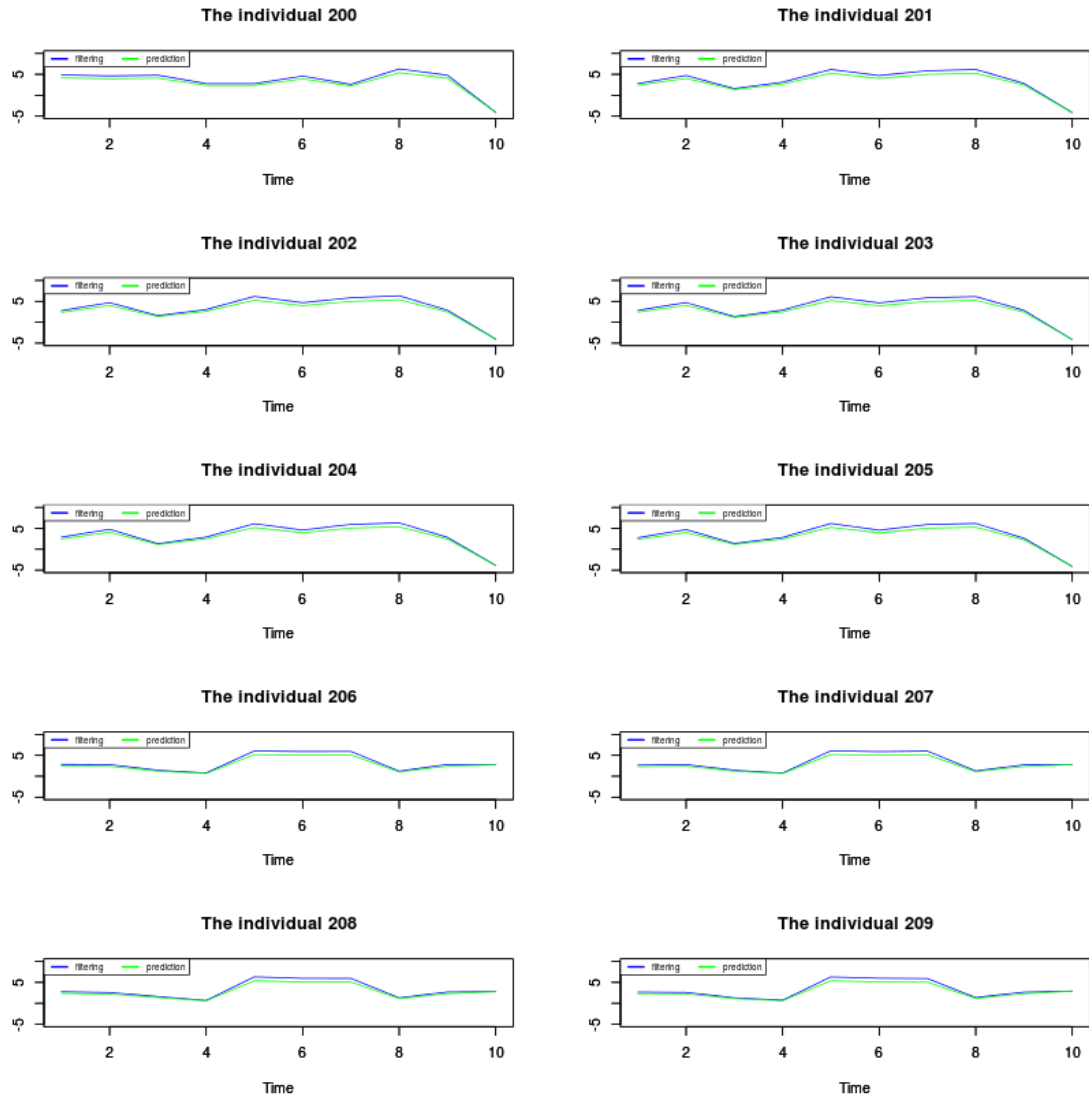 The individual 200
filtering prediction
5
-5
2 4 6 8 10
Time
The individual 201
filtering prediction
5
-5
2 4 6 8 10
Time
The individual 202
filtering prediction
5
-5
2 4 6 8 10
Time
The individual 203
filtering prediction
5
-5
2 4 6 8 10
Time
The individual 204
filtering prediction
5
-5
2 4 6 8 10
Time
The individual 205
filtering prediction
5
-5
2 4 6 8 10
Time
The individual 206
filtering prediction
5
-5
2 4 6 8 10
Time
The individual 207
filtering prediction
5
-5
2 4 6 8 10
Time
The individual 208
filtering prediction
5
-5
2 4 6 8 10
Time
The individual 209
filtering prediction
5
-5
2 4 6 8 10
Time